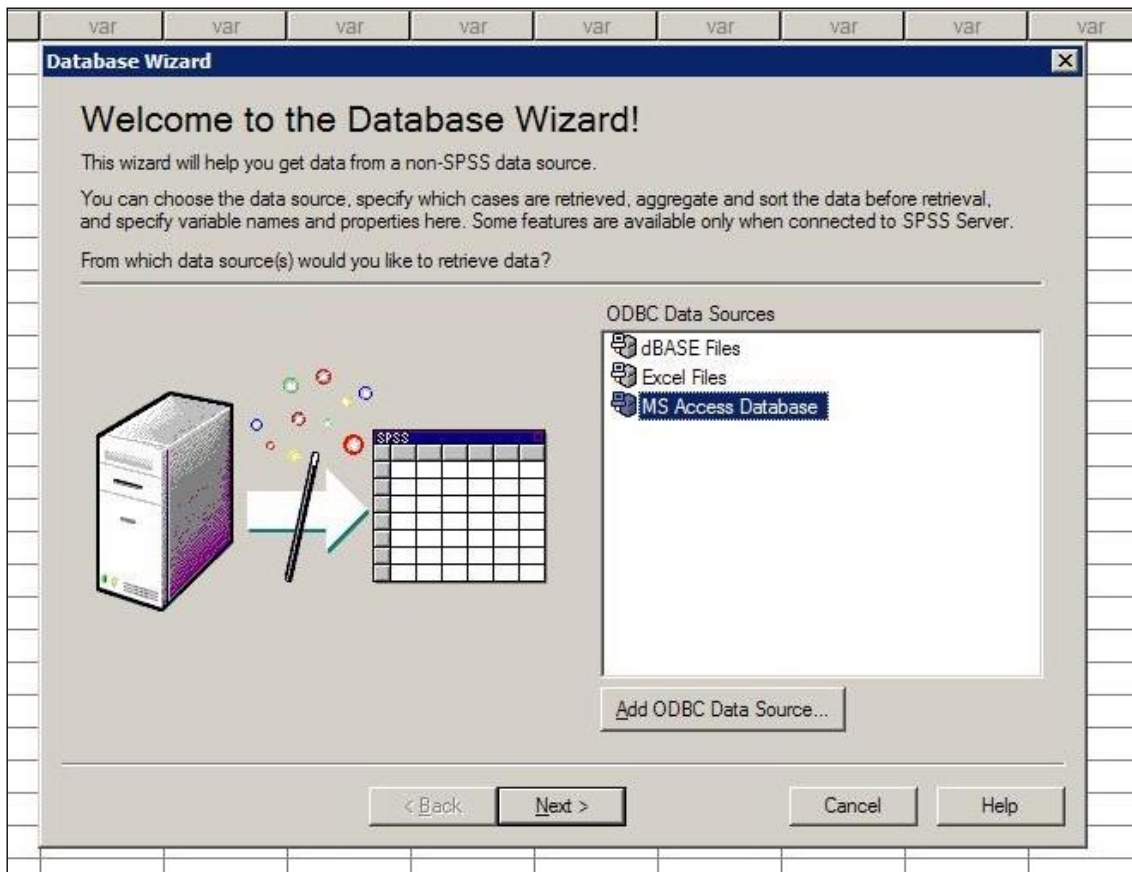 var var var var var var var var var
Database Wizard
Welcome to the Database Wizard!
This wizard will help you get data from a non-SPSS data source.
You can choose the data source, specify which cases are retrieved, aggregate and sort the data before retrieval,
and specify variable names and properties here. Some features are available only when connected to SPSS Server.
From which data source(s) would you like to retrieve data?
ODBC Data Sources
dBASE Files
Excel Files
MS Access Database
SPSS
Add ODBC Data Source...
< Back Next > Cancel Help